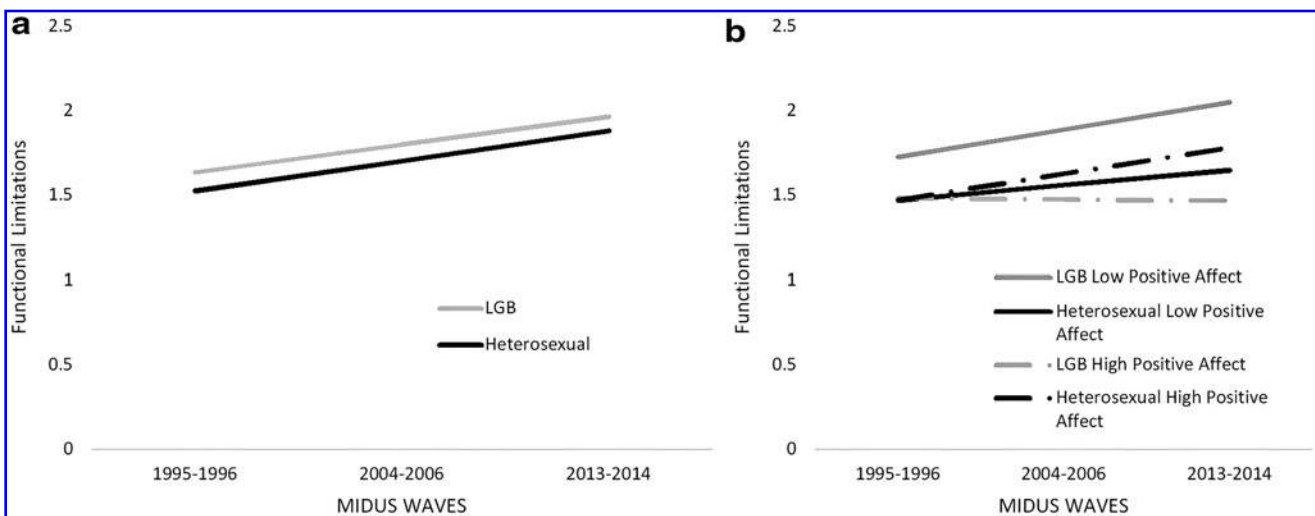 a
2.5
2
1.5
1
0.5
0
Functional Limitations
LGB
Heterosexual
1995-1996
2004-2006
2013-2014
MIDUS WAVES
b
2.5
2
1.5
1
0.5
0
Functional Limitations
LGB Low Positive Affect
Heterosexual Low Positive
Affect
LGB High Positive Affect
Heterosexual High Positive
Affect
1995-1996
2004-2006
2013-2014
MIDUS WAVES